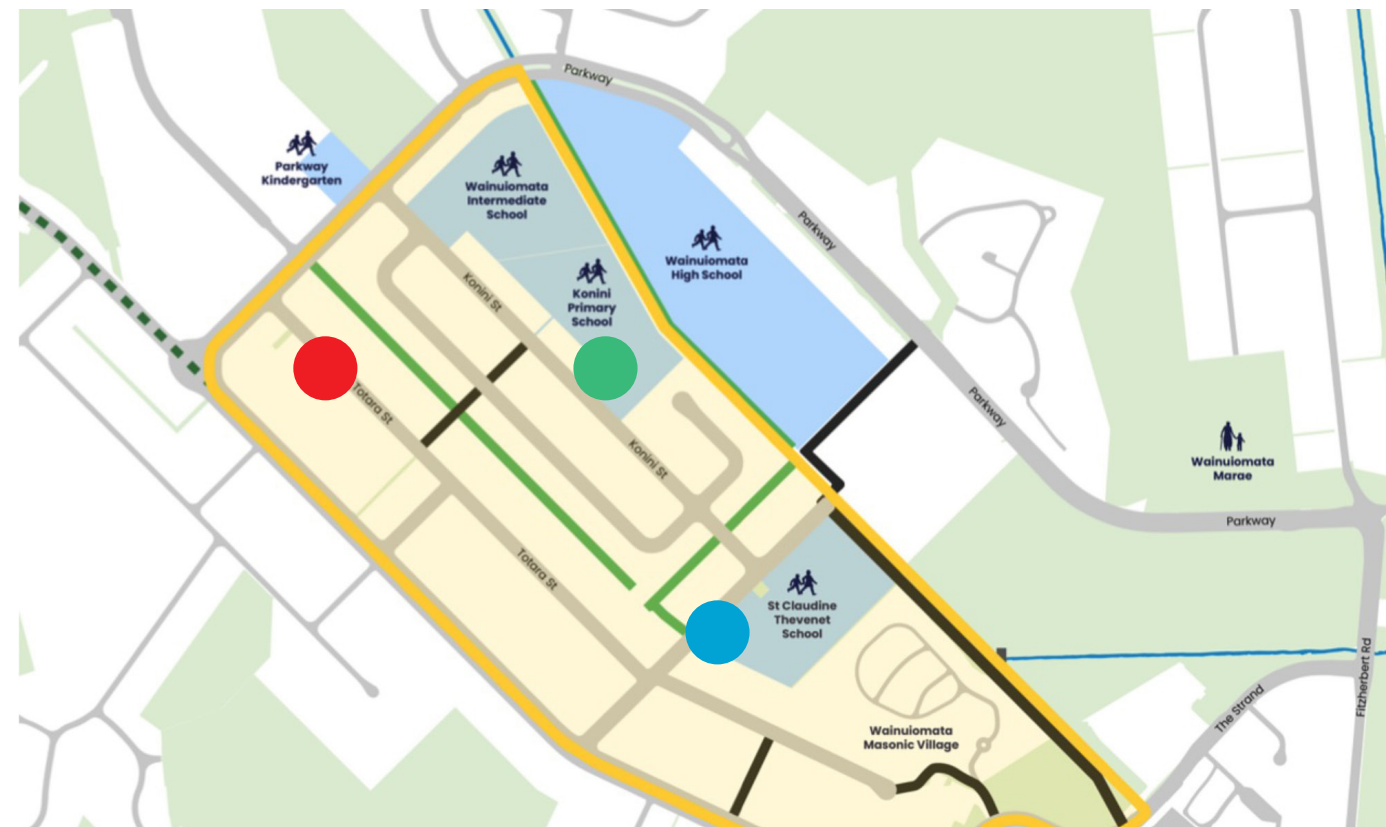 Parkway
Parkway
Kindergarten
Wainuiomata
Intermediate
School
Parkway
Wainuiomata
High School
Konini St
Konini
Primary
School
Totara St
Parkway
Konini St
Wainuiomata
Marae
Parkway
Totara St
St Claudine
Thevenet
School
Fitzherbert Rd
The Strand
Wainuiomata
Masonic Village